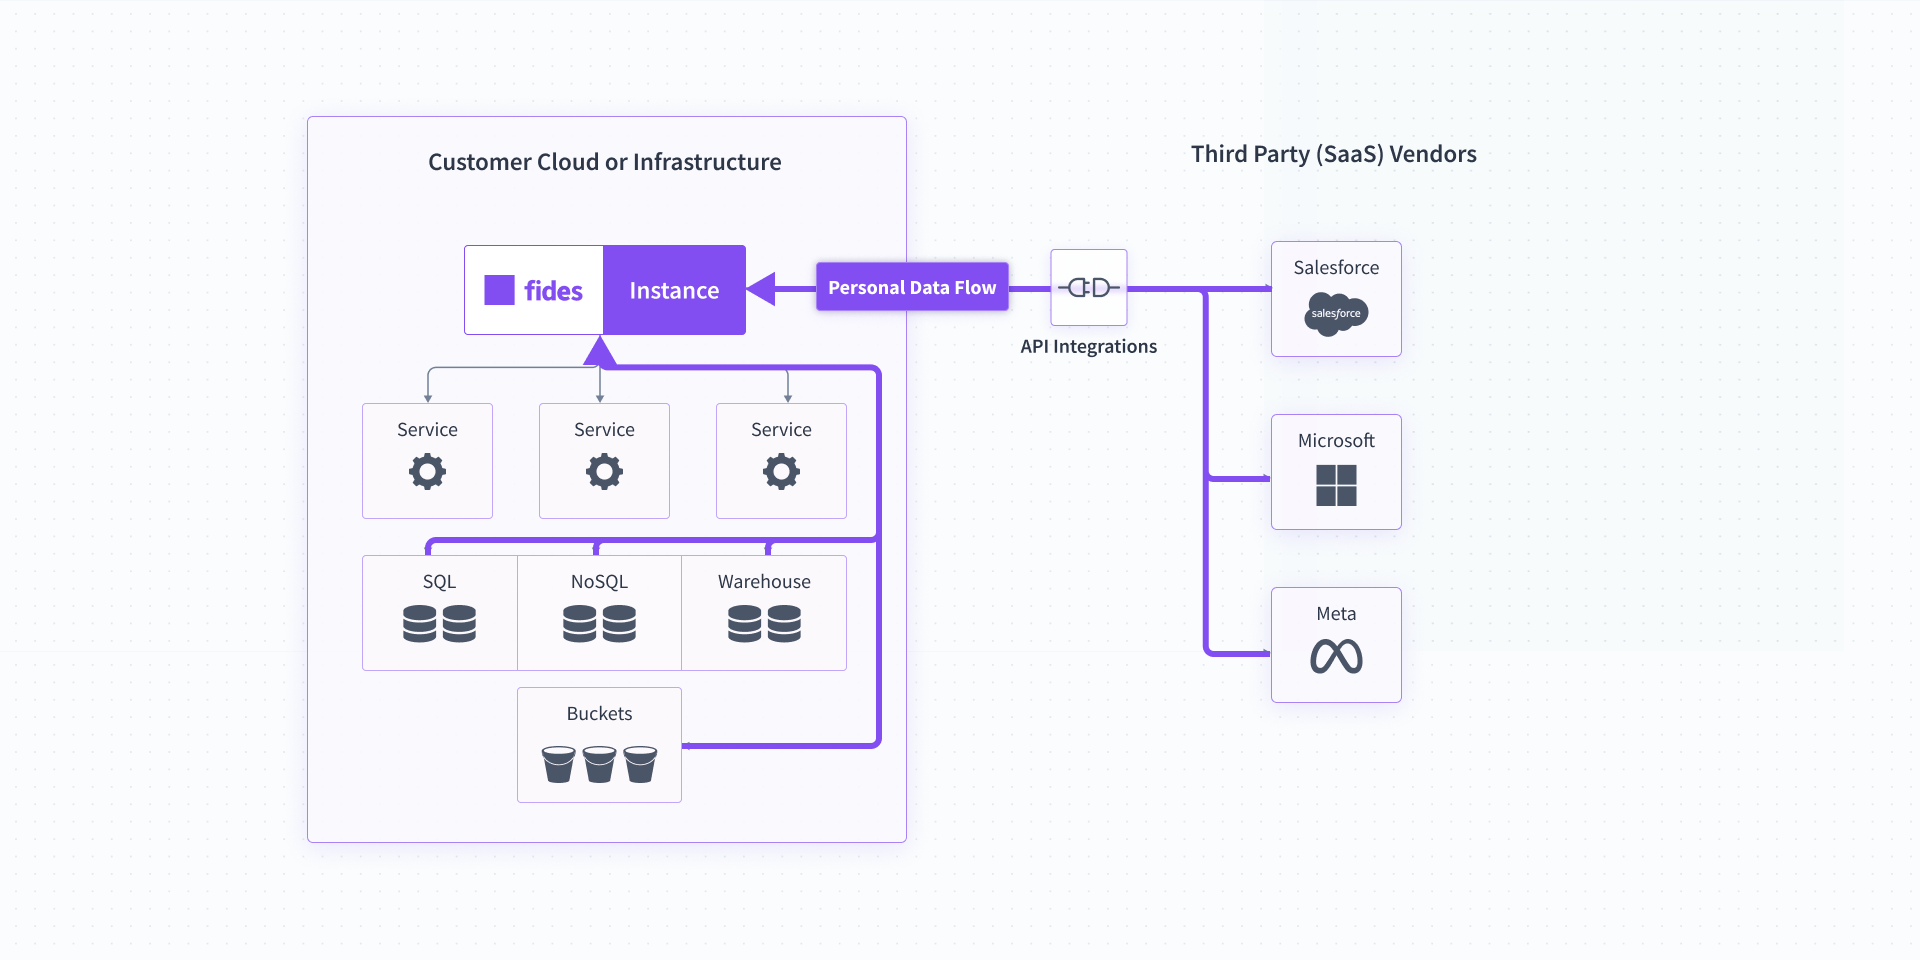 Customer Cloud or Infrastructure
Third Party (SaaS) Vendors
fides
Instance
Personal Data Flow
API Integrations
Salesforce
salesforce
Service
Service
Service
Microsoft
SQL
NoSQL
Warehouse
Meta
Buckets